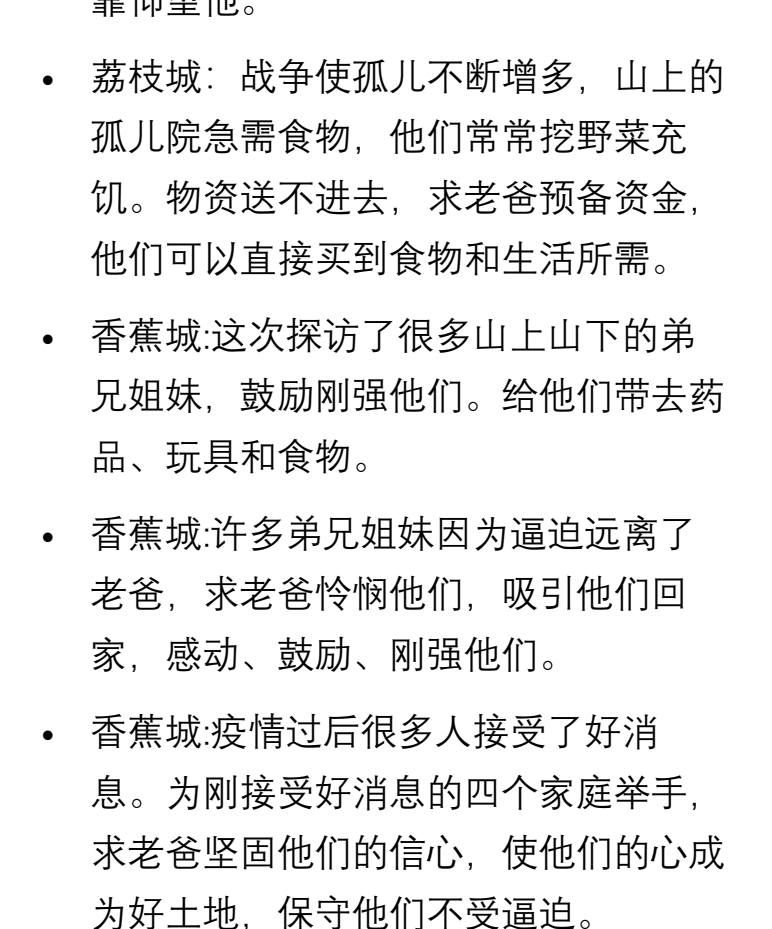 靠仰望他。
• 荔枝城：战争使孤儿不断增多，山上的
孤儿院急需食物，他们常常挖野菜充
饥。物资送不进去，求老爸预备资金，
他们可以直接买到食物和生活所需。
• 香蕉城:这次探访了很多山上山下的弟
兄姐妹，鼓励刚强他们。给他们带去药
品、玩具和食物。
• 香蕉城:许多弟兄姐妹因为逼迫远离了
老爸，求老爸怜悯他们，吸引他们回
家，感动、鼓励、刚强他们。
• 香蕉城:疫情过后很多人接受了好消
息。为刚接受好消息的四个家庭举手，
求老爸坚固他们的信心，使他们的心成
为好土地，保守他们不受逼迫。